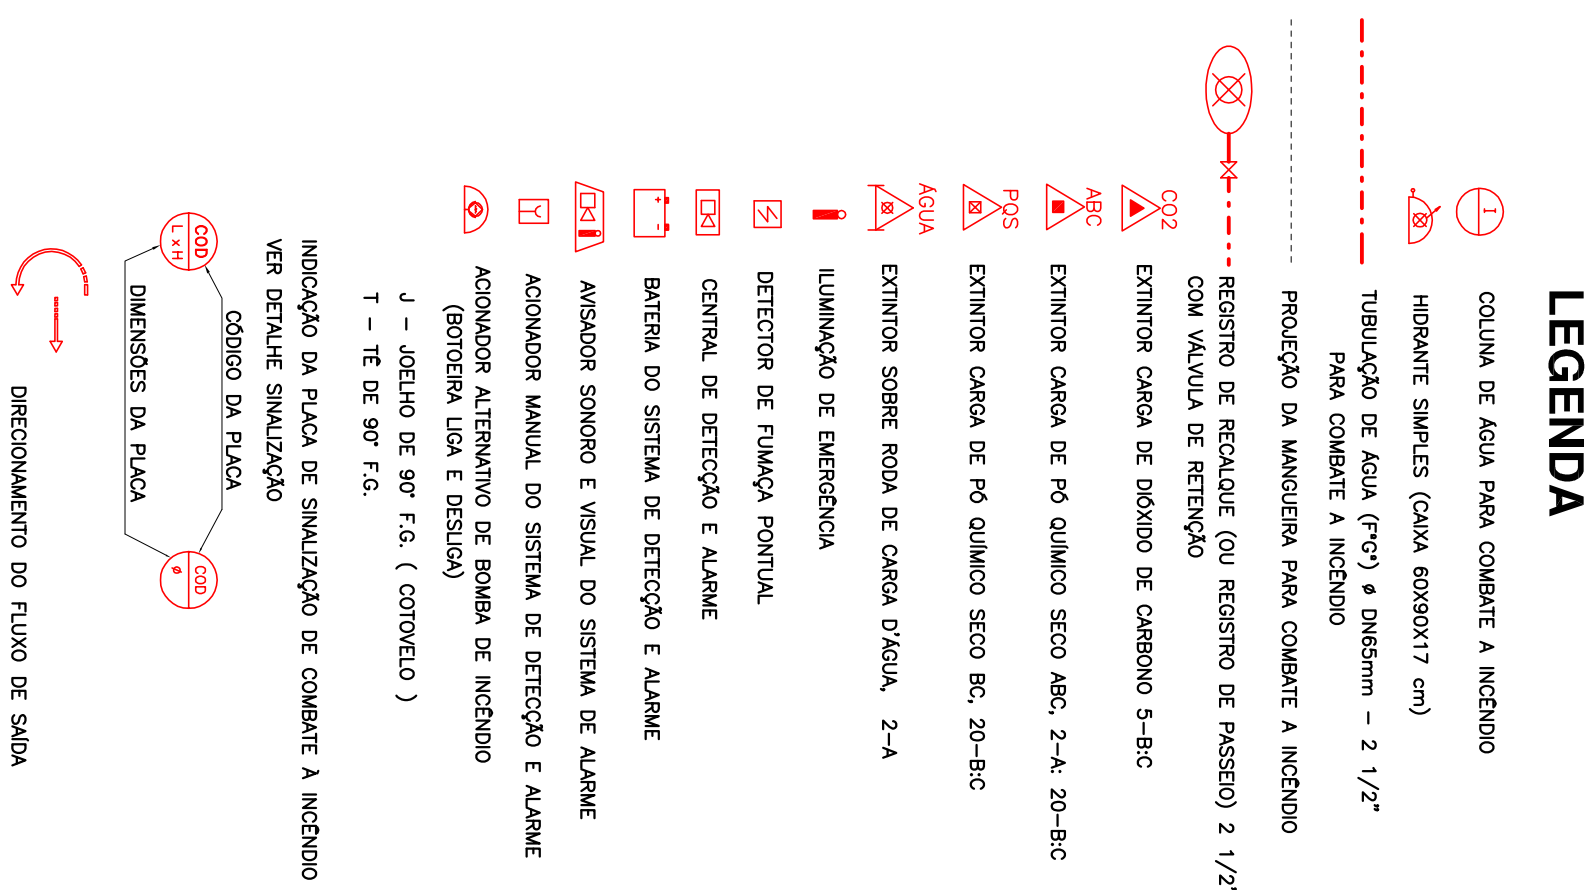 LEGENDA
I
COLUNA DE ÁGUA PARA COMBATE A INCÊNDIO
HIDRANTE SIMPLES (CAIXA 60X90X17 cm)
TUBULAÇÃO DE ÁGUA (F°G°) ø DN65mm – 2 1/2"
PARA COMBATE A INCÊNDIO
PROJEÇÃO DA MANGUEIRA PARA COMBATE A INCÊNDIO
REGISTRO DE RECALQUE (OU REGISTRO DE PASSEIO) 2 1/2"
COM VÁLVULA DE RETENÇÃO
CO2
EXTINTOR CARGA DE DIÓXIDO DE CARBONO 5–B:C
ABC
EXTINTOR CARGA DE PÓ QUÍMICO SECO ABC, 2–A: 20–B:C
PQS
EXTINTOR CARGA DE PÓ QUÍMICO SECO BC, 20–B:C
ÁGUA
EXTINTOR SOBRE RODA DE CARGA D'ÁGUA, 2–A
ILUMINAÇÃO DE EMERGÊNCIA
DETECTOR DE FUMAÇA PONTUAL
CENTRAL DE DETECÇÃO E ALARME
+ -
BATERIA DO SISTEMA DE DETECÇÃO E ALARME
AVISADOR SONORO E VISUAL DO SISTEMA DE ALARME
ACIONADOR MANUAL DO SISTEMA DE DETECÇÃO E ALARME
ACIONADOR ALTERNATIVO DE BOMBA DE INCÊNDIO
(BOTOEIRA LIGA E DESLIGA)
J – JOELHO DE 90° F.G. ( COTOVELO )
T – TÊ DE 90° F.G.
INDICAÇÃO DA PLACA DE SINALIZAÇÃO DE COMBATE À INCÊNDIO
VER DETALHE SINALIZAÇÃO
CÓDIGO DA PLACA
COD
L x H
COD
ø
DIMENSÕES DA PLACA
DIRECIONAMENTO DO FLUXO DE SAÍDA